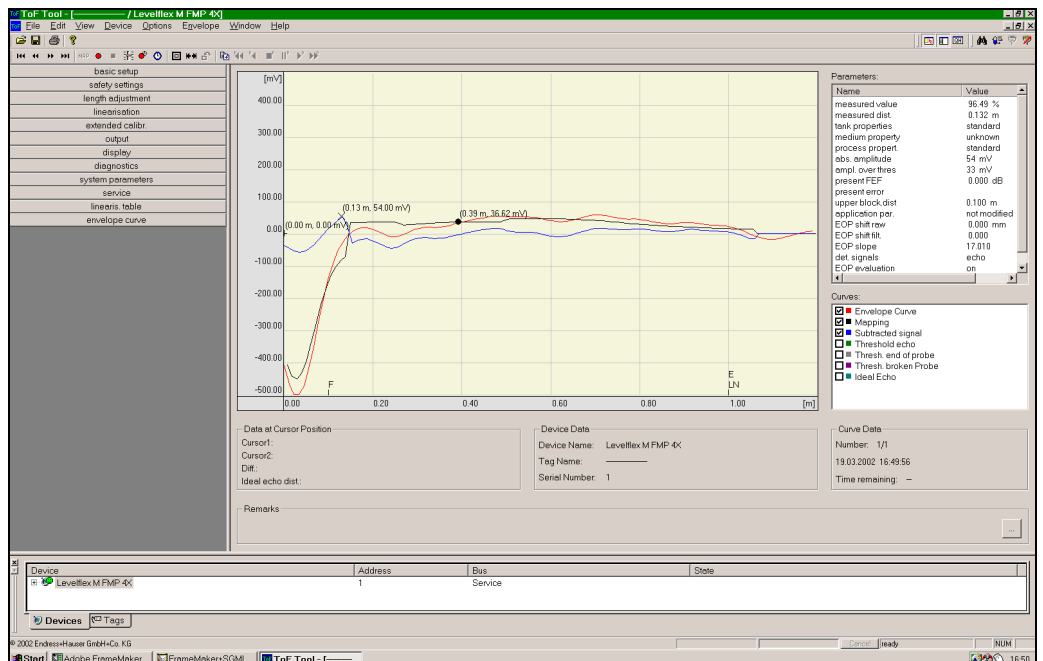 ToF Tool - [————— / Levelflex M FMP 4X]
File Edit View Device Options Envelope Window Help
basic setup
safety settings
length adjustment
linearisation
extended calibr.
output
display
diagnostics
system parameters
service
linearis. table
envelope curve
[mV]
400.00
300.00
200.00
100.00
0.00
-100.00
-200.00
-300.00
-400.00
-500.00
(0.00 m, 0.00 mV)
(0.13 m, 54.00 mV)
(0.39 m, 36.62 mV)
F
E
LN
0.00 0.20 0.40 0.60 0.80 1.00 [m]
Parameters:
Name Value
measured value 96.49 %
measured dist. 0.132 m
tank properties standard
medium property unknown
process propert. standard
abs. amplitude 54 mV
ampl. over thres 33 mV
present FEF 0.000 dB
present error
upper block.dist 0.100 m
application par. not modified
EOP shift raw 0.000 mm
EOP shift filt. 0.000
EOP slope 17.010
det. signals echo
EOP evaluation on
Curves:
Envelope Curve
Mapping
Subtracted signal
Threshold echo
Thresh. end of probe
Thresh. broken Probe
Ideal Echo
Data at Cursor Position
Cursor1:
Cursor2:
Diff.:
Ideal echo dist.:
Device Data
Device Name: Levelflex M FMP 4X
Tag Name: —————
Serial Number: 1
Curve Data
Number: 1/1
19.03.2002 16:49:56
Time remaining: --
Remarks
...
Device Address Bus State
Levelflex M FMP 4X 1 Service
Devices Tags
© 2002 Endress+Hauser GmbH+Co. KG
Cancel ready NUM
Start Adobe FrameMaker FrameMaker+SGML ToF Tool - [——— 16:50